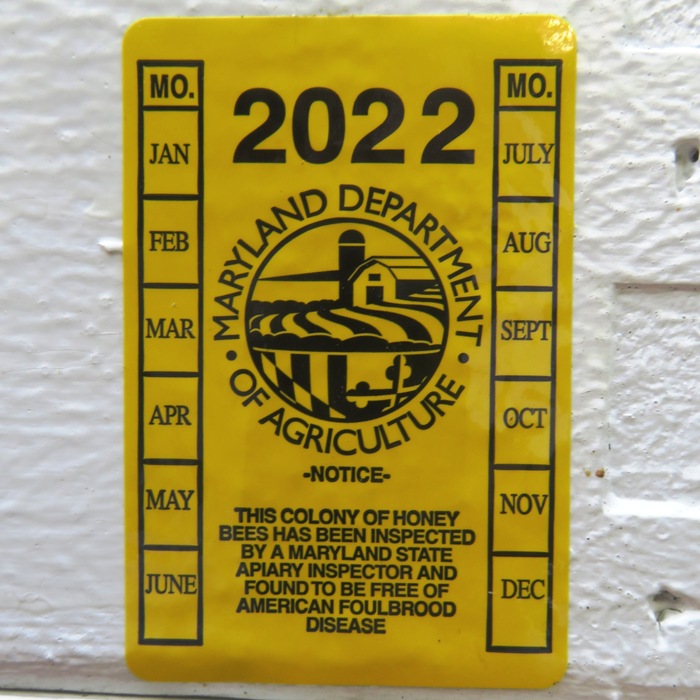 2022
MO.
JAN
FEB
MAR
APR
MAY
JUNE
MO.
JULY
AUG
SEPT
OCT
NOV
DEC
MARYLAND DEPARTMENT
• OF AGRICULTURE •
-NOTICE-
THIS COLONY OF HONEY
BEES HAS BEEN INSPECTED
BY A MARYLAND STATE
APIARY INSPECTOR AND
FOUND TO BE FREE OF
AMERICAN FOULBROOD
DISEASE